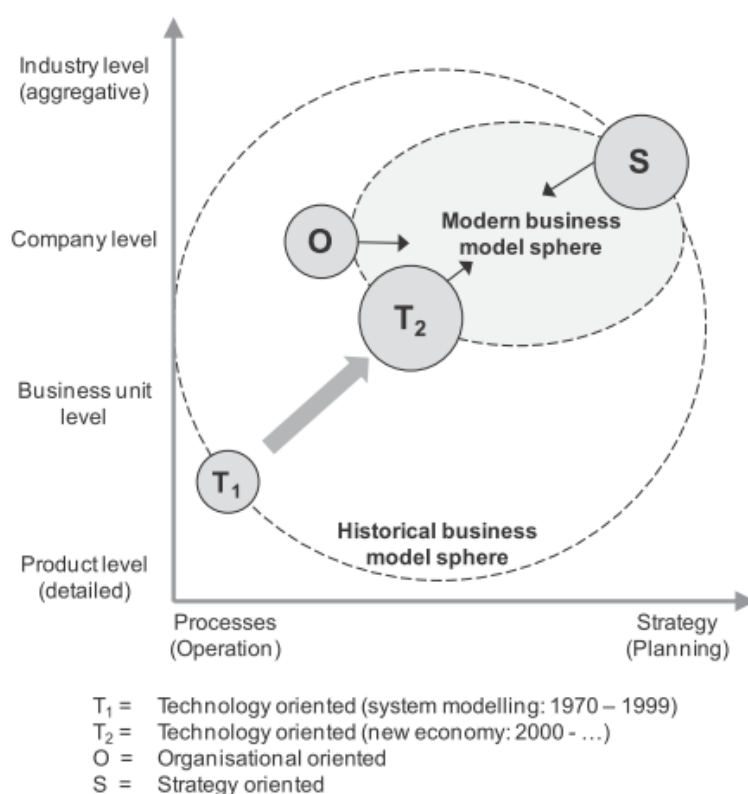 Industry level
(aggregative)
S
Modern business
model sphere
Company level
O
T₂
Business unit
level
T₁
Historical business
model sphere
Product level
(detailed)
Processes
(Operation)
Strategy
(Planning)
T₁ = Technology oriented (system modelling: 1970 – 1999)
T₂ = Technology oriented (new economy: 2000 - ...)
O = Organisational oriented
S = Strategy oriented